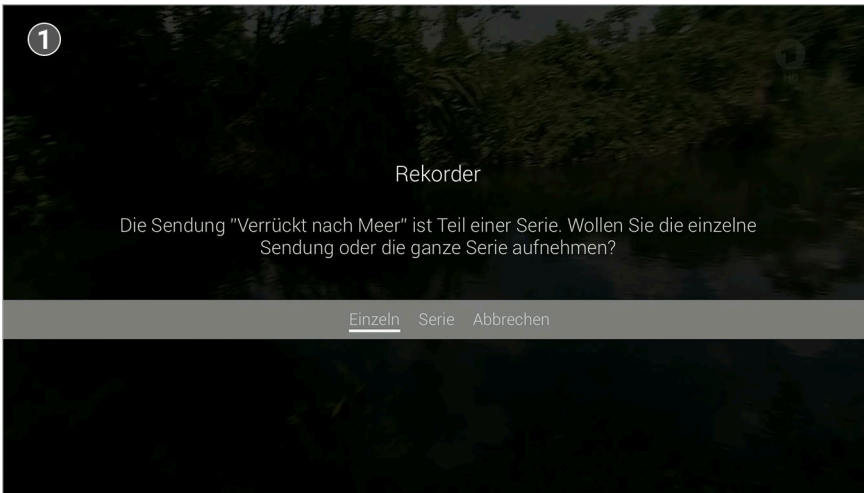 1
HD
Rekorder
Die Sendung "Verrückt nach Meer" ist Teil einer Serie. Wollen Sie die einzelne
Sendung oder die ganze Serie aufnehmen?
Einzeln Serie Abbrechen